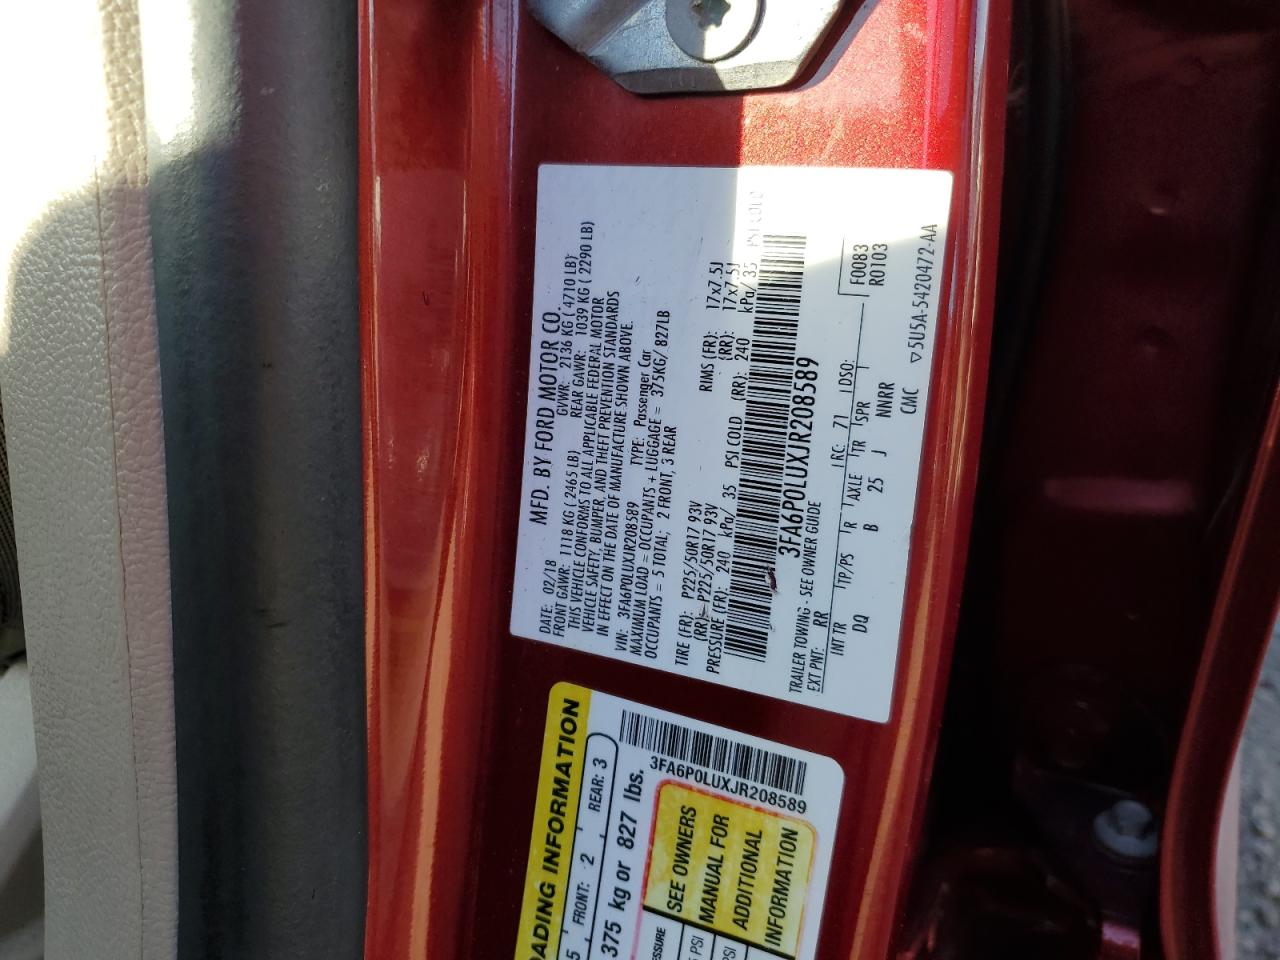 MFD. BY FORD MOTOR CO.
02/18 GVWR: 2136 KG ( 4710 LB)
FRONT GAWR: 1118 KG ( 2465 LB) REAR GAWR: 1039 KG ( 2290 LB)
THIS VEHICLE CONFORMS TO ALL APPLICABLE FEDERAL MOTOR
VEHICLE SAFETY, BUMPER, AND THEFT PREVENTION STANDARDS
IN EFFECT ON THE DATE OF MANUFACTURE SHOWN ABOVE.
VIN: 3FA6P0LUXJR208589 TYPE: Passenger Car
MAXIMUM LOAD = OCCUPANTS + LUGGAGE = 375KG/ 827LB
OCCUPANTS = 5 TOTAL; 2 FRONT, 3 REAR
TIRE (FR): P225/50R17 93V RIMS (FR): 17x7.5J
(RR): P225/50R17 93V (RR): 17x7.5J
PRESSURE (FR): 240 kPa/ 35 PSI COLD (RR): 240 kPa/ 35 PSI COLD
3FA6P0LUXJR208589
TRAILER TOWING - SEE OWNER GUIDE
EXT PNT: RR RC: 71 DSO: F0083
INT TR TP/PS R AXLE TR SPR R0103
DQ B 25 J NNRR
CMC ▽5U5A-5420472-AA
LOADING INFORMATION
5 FRONT: 2 REAR: 3
375 kg or 827 lbs.
3FA6P0LUXJR208589
SEE OWNERS
MANUAL FOR
ADDITIONAL
INFORMATION
PSI
PSI